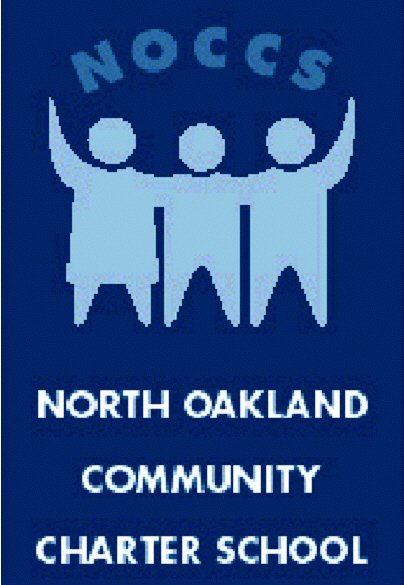 NOCCS
NORTH OAKLAND
COMMUNITY
CHARTER SCHOOL